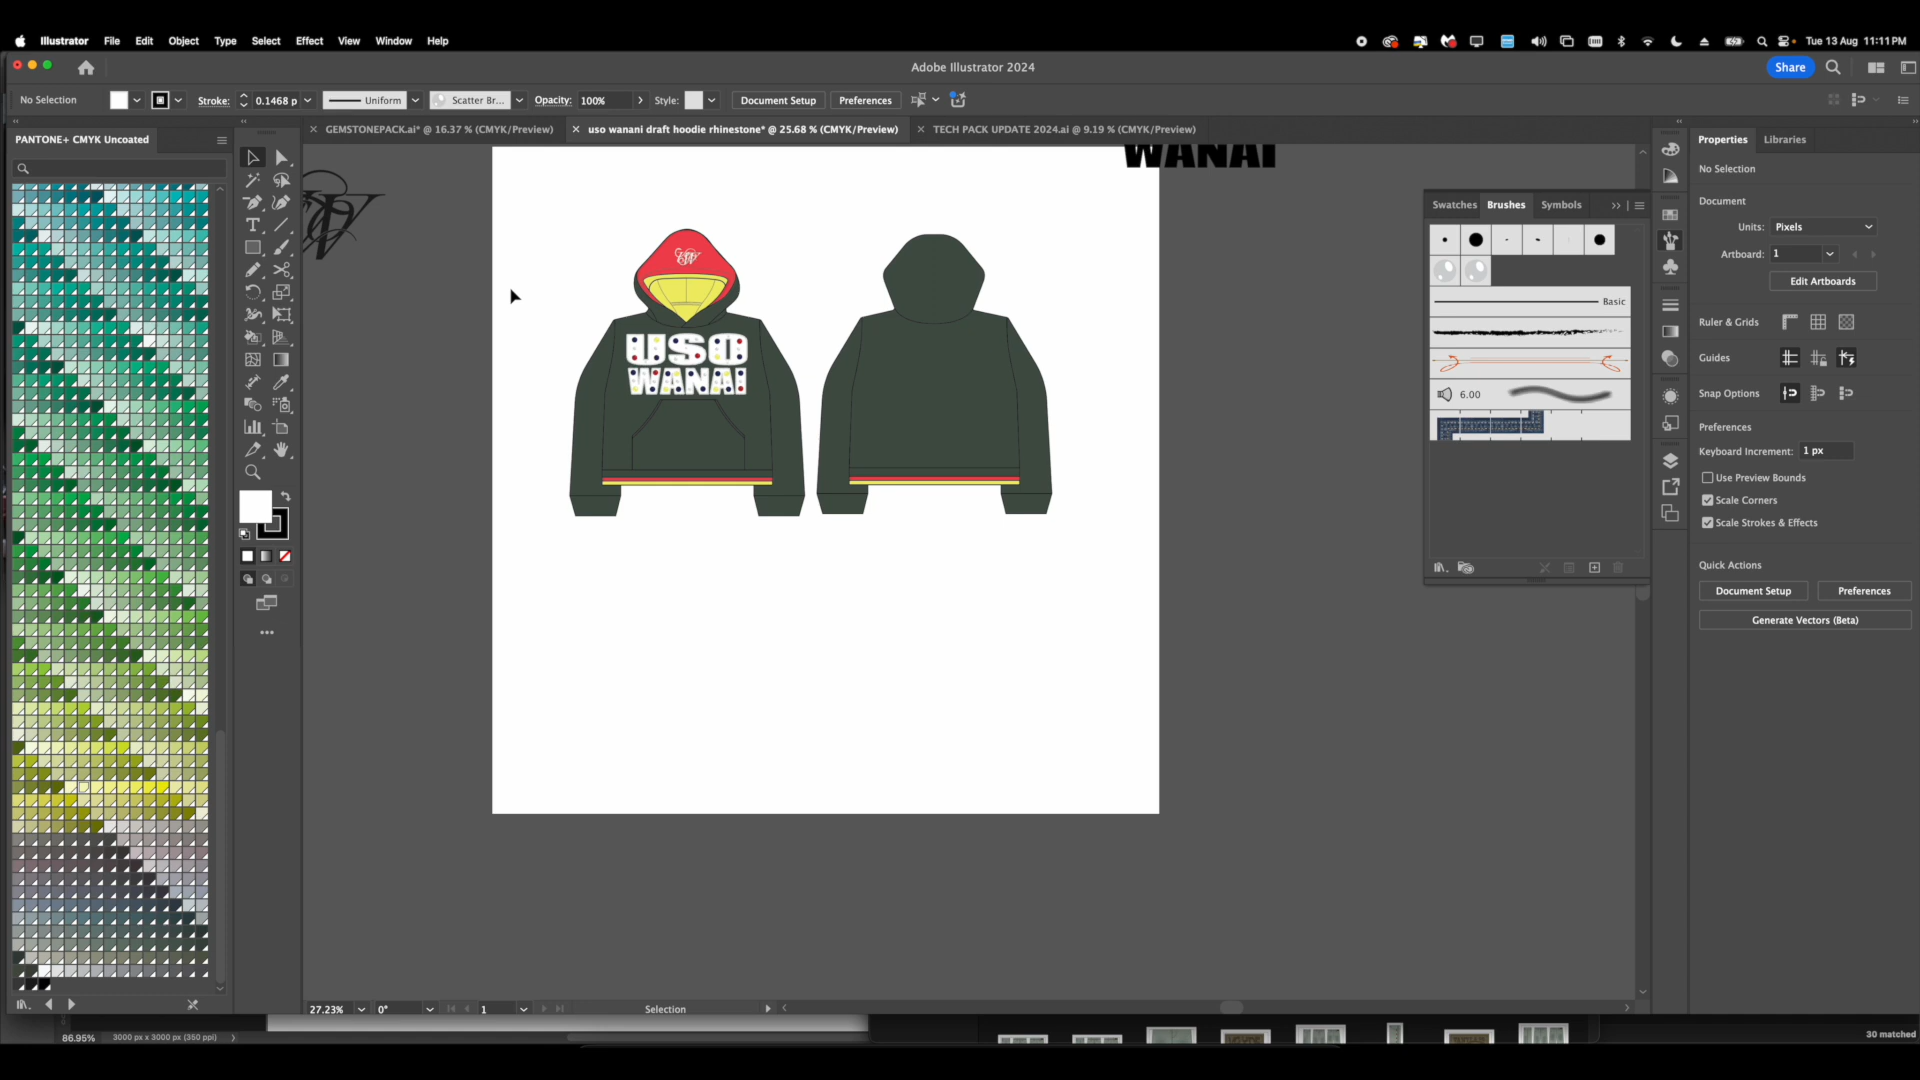 Illustrator File Edit Object Type Select Effect View Window Help
Tue 13 Aug 11:11 PM
Adobe Illustrator 2024
Share
No Selection
Stroke: 0.1468 p
Uniform
Scatter Br...
Opacity: 100%
Style:
Document Setup
Preferences
PANTONE+ CMYK Uncoated
× GEMSTONEPACK.ai* @ 16.37 % (CMYK/Preview)
× uso wanani draft hoodie rhinestone* @ 25.68 % (CMYK/Preview)
× TECH PACK UPDATE 2024.ai @ 9.19 % (CMYK/Preview)
WANAI
USO
WANAI
Swatches Brushes Symbols
Basic
6.00
Properties Libraries
No Selection
Document
Units: Pixels
Artboard: 1
Edit Artboards
Ruler & Grids
Guides
Snap Options
Preferences
Keyboard Increment: 1 px
Use Preview Bounds
Scale Corners
Scale Strokes & Effects
Quick Actions
Document Setup
Preferences
Generate Vectors (Beta)
27.23% 0° 1 Selection
86.95% 3000 px x 3000 px (350 ppi)
30 matched